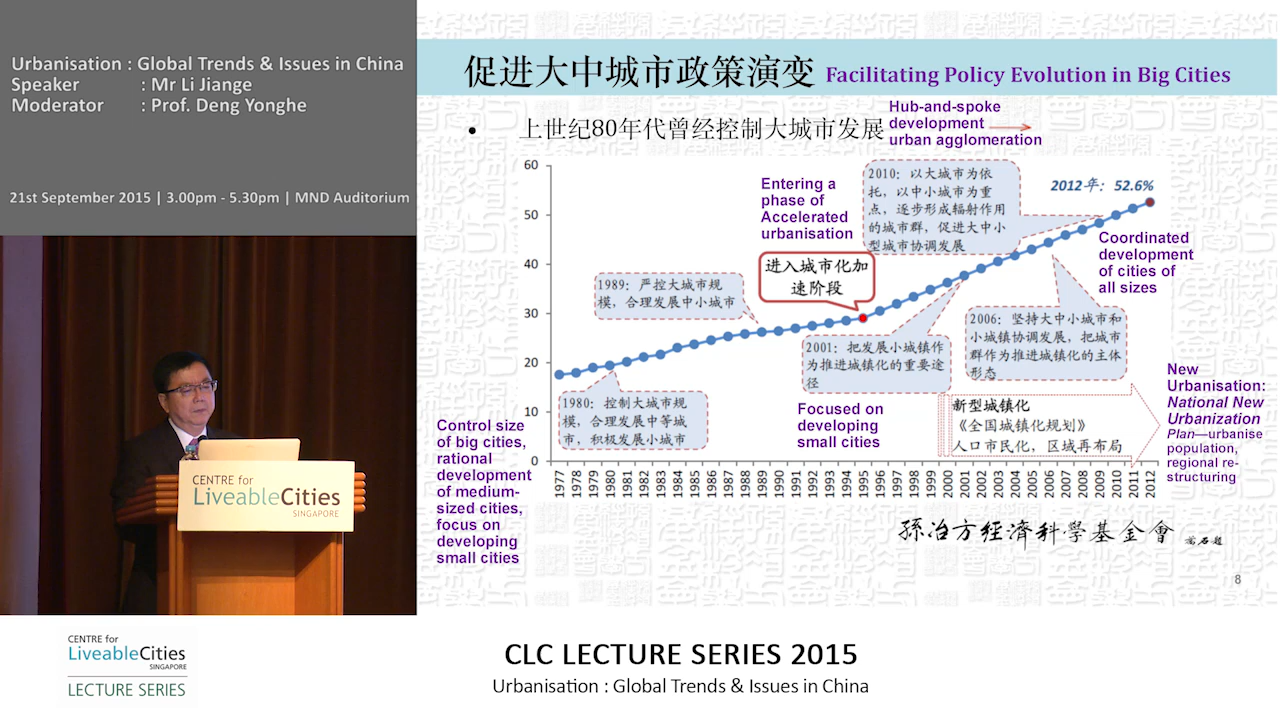 Urbanisation : Global Trends & Issues in China
Speaker : Mr Li Jiange
Moderator : Prof. Deng Yonghe
21st September 2015 | 3.00pm - 5.30pm | MND Auditorium
CENTRE for
LiveableCities
SINGAPORE
促进大中城市政策演变 Facilitating Policy Evolution in Big Cities
• 上世纪80年代曾经控制大城市发展
Hub-and-spoke
development
urban agglomeration
60
50
40
30
20
10
0
Entering a
phase of
Accelerated
urbanisation
2010：以大城市为依
托，以中小城市为重
点，逐步形成辐射作用
的城市群，促进大中小
型城市协调发展
2012年：52.6%
Coordinated
development
of cities of
all sizes
进入城市化加
速阶段
1989：严控大城市规
模，合理发展中小城市
2001：把发展小城镇作
为推进城镇化的重要途
径
2006：坚持大中小城市和
小城镇协调发展，把城市
群作为推进城镇化的主体
形态
1980：控制大城市规
模，合理发展中等城
市，积极发展小城市
Focused on
developing
small cities
新型城镇化
《全国城镇化规划》
人口市民化，区域再布局
New
Urbanisation:
National New
Urbanization
Plan—urbanise
population,
regional re-
structuring
Control size
of big cities,
rational
development
of medium-
sized cities,
focus on
developing
small cities
1977 1978 1979 1980 1981 1982 1983 1984 1985 1986 1987 1988 1989 1990 1991 1992 1993 1994 1995 1996 1997 1998 1999 2000 2001 2002 2003 2004 2005 2006 2007 2008 2009 2010 2011 2012
孫冶方經濟科學基金會
8
CENTRE for
LiveableCities
SINGAPORE
LECTURE SERIES
CLC LECTURE SERIES 2015
Urbanisation : Global Trends & Issues in China